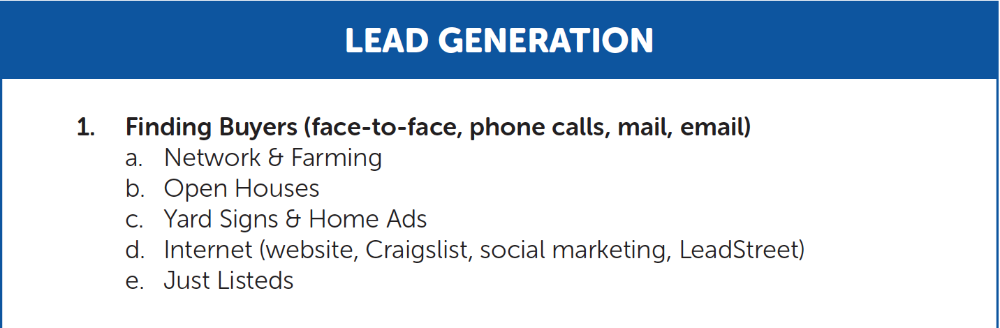 LEAD GENERATION
1. Finding Buyers (face-to-face, phone calls, mail, email)
a. Network & Farming
b. Open Houses
c. Yard Signs & Home Ads
d. Internet (website, Craigslist, social marketing, LeadStreet)
e. Just Listeds